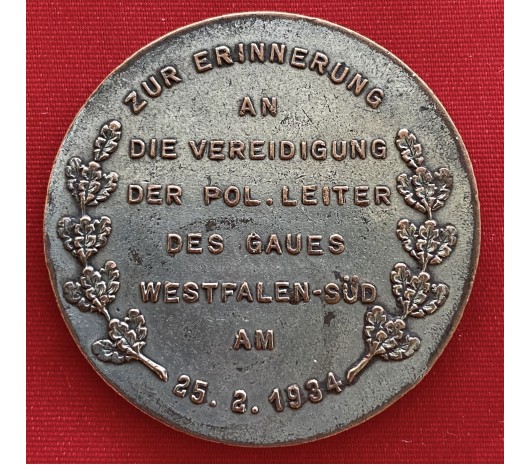 ZUR ERINNERUNG
AN
DIE VEREIDIGUNG
DER POL. LEITER
DES GAUES
WESTFALEN-SÜD
AM
25. 2. 1934